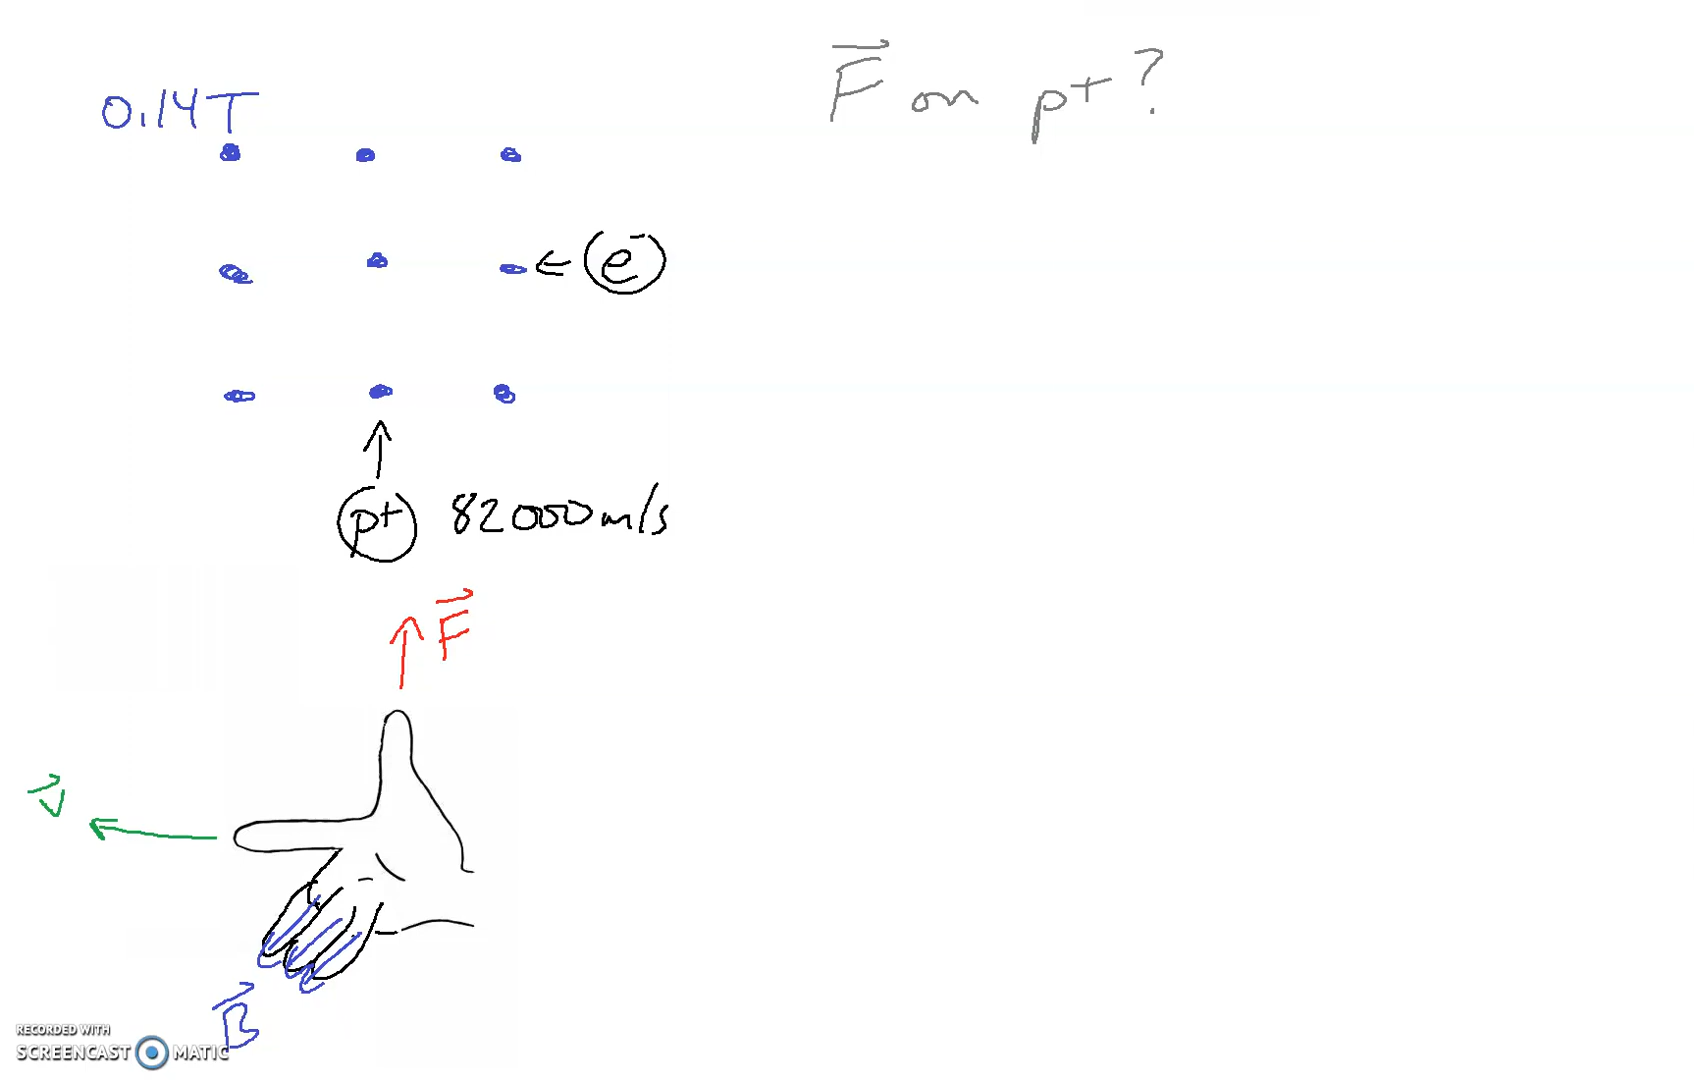 F on p+ ?
0.14T
e-
p+ 82000m/s
F
v
B
RECORDED WITH
SCREENCAST MATIC